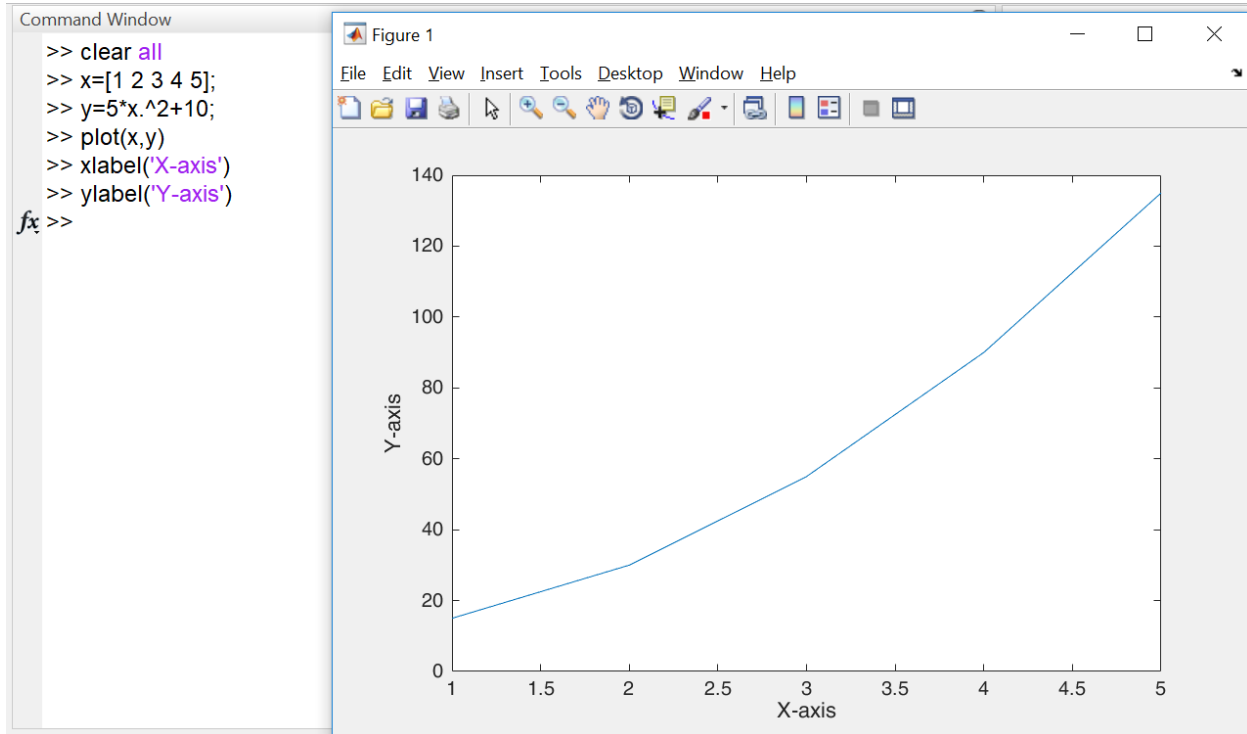 Command Window
>> clear all
>> x=[1 2 3 4 5];
>> y=5*x.^2+10;
>> plot(x,y)
>> xlabel('X-axis')
>> ylabel('Y-axis')
fx >>
Figure 1
File Edit View Insert Tools Desktop Window Help
140
120
100
80
60
40
20
0
Y-axis
1 1.5 2 2.5 3 3.5 4 4.5 5
X-axis